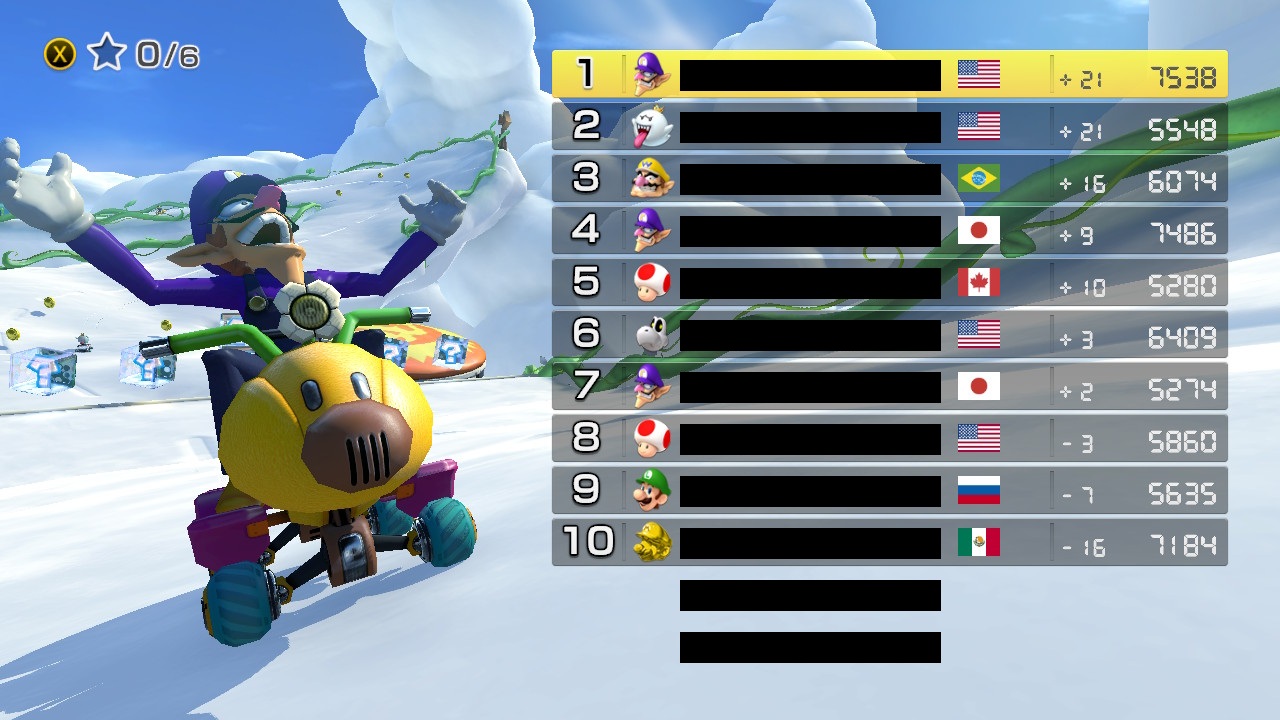 X 0/6
1 + 21 7538
2 + 21 5548
3 + 16 6074
4 + 9 7486
5 + 10 5280
6 + 3 6409
7 + 2 5274
8 - 3 5860
9 - 7 5635
10 - 16 7184